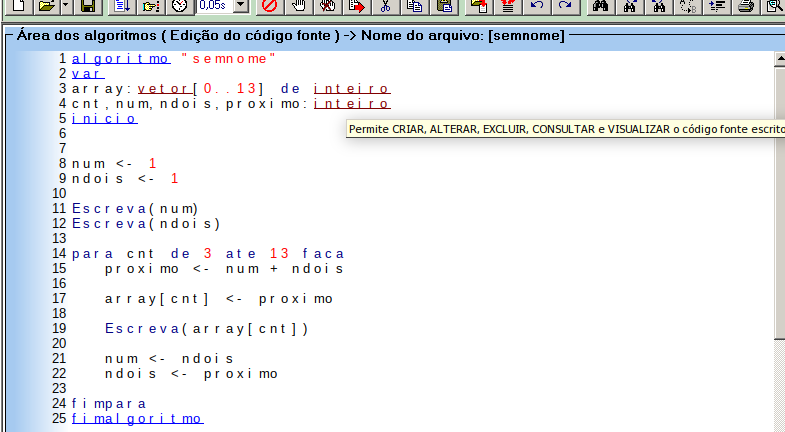 0,05s
Área dos algoritmos ( Edição do código fonte ) -> Nome do arquivo: [semnome]
1 algoritmo "semnome"
2 var
3 array: vetor[0..13] de inteiro
4 cnt, num, ndois, proximo: inteiro
5 inicio
Permite CRIAR, ALTERAR, EXCLUIR, CONSULTAR e VISUALIZAR o código fonte escrito
6
7
8 num <- 1
9 ndois <- 1
10
11 Escreva(num)
12 Escreva(ndois)
13
14 para cnt de 3 ate 13 faca
15 proximo <- num + ndois
16
17 array[cnt] <- proximo
18
19 Escreva(array[cnt])
20
21 num <- ndois
22 ndois <- proximo
23
24 fimpara
25 fimalgoritmo